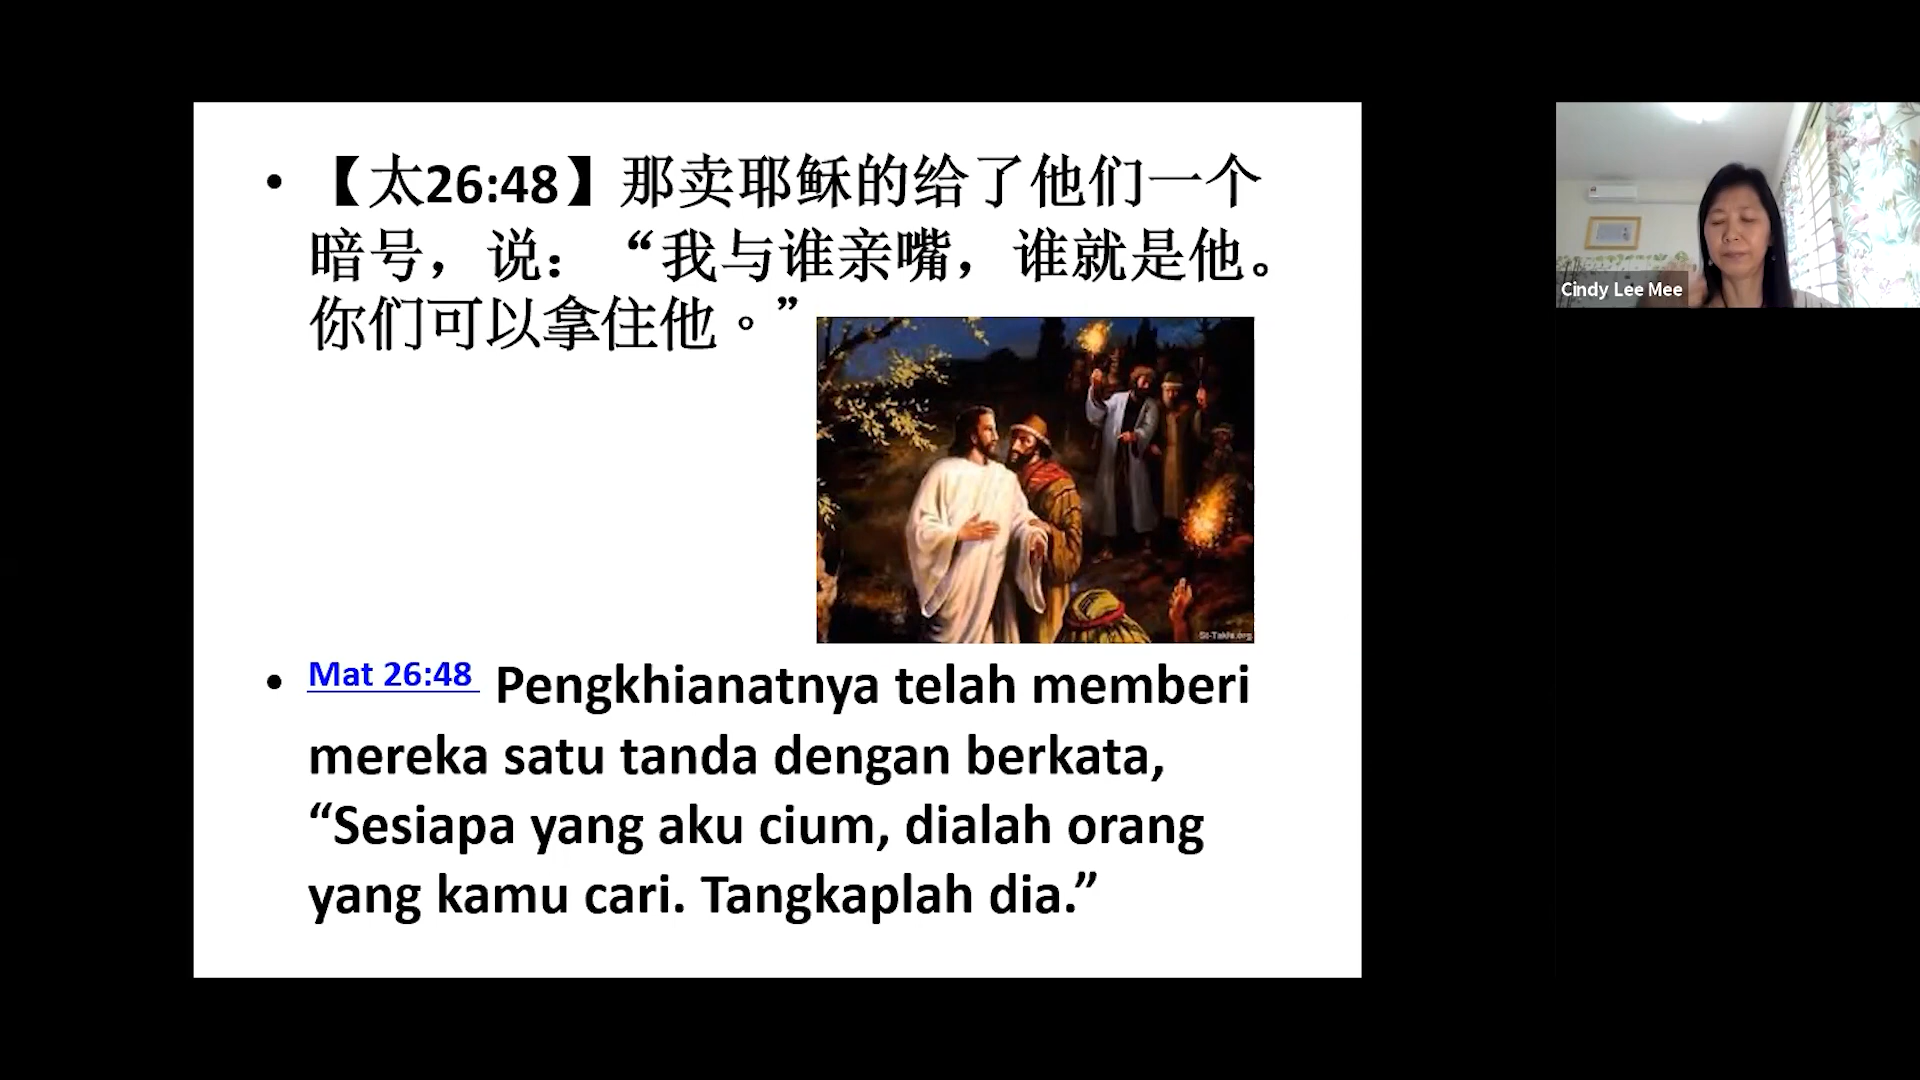 • 【太26:48】那卖耶稣的给了他们一个
暗号，说：“我与谁亲嘴，谁就是他。
你们可以拿住他。”
St-Takla.org
• Mat 26:48 Pengkhianatnya telah memberi
mereka satu tanda dengan berkata,
“Sesiapa yang aku cium, dialah orang
yang kamu cari. Tangkaplah dia.”
Cindy Lee Mee